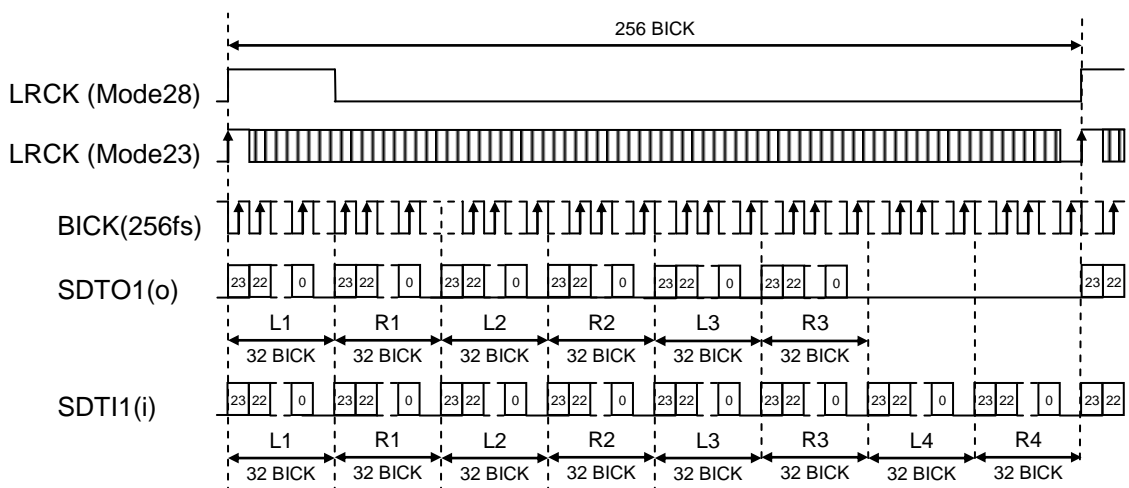 256 BICK
LRCK (Mode28)
LRCK (Mode23)
BICK(256fs)
SDTO1(o)
23 22 0 23 22 0 23 22 0 23 22 0 23 22 0 23 22 0 23 22
L1 R1 L2 R2 L3 R3
32 BICK 32 BICK 32 BICK 32 BICK 32 BICK 32 BICK
SDTI1(i)
23 22 0 23 22 0 23 22 0 23 22 0 23 22 0 23 22 0 23 22 0 23 22 0 23 22
L1 R1 L2 R2 L3 R3 L4 R4
32 BICK 32 BICK 32 BICK 32 BICK 32 BICK 32 BICK 32 BICK 32 BICK